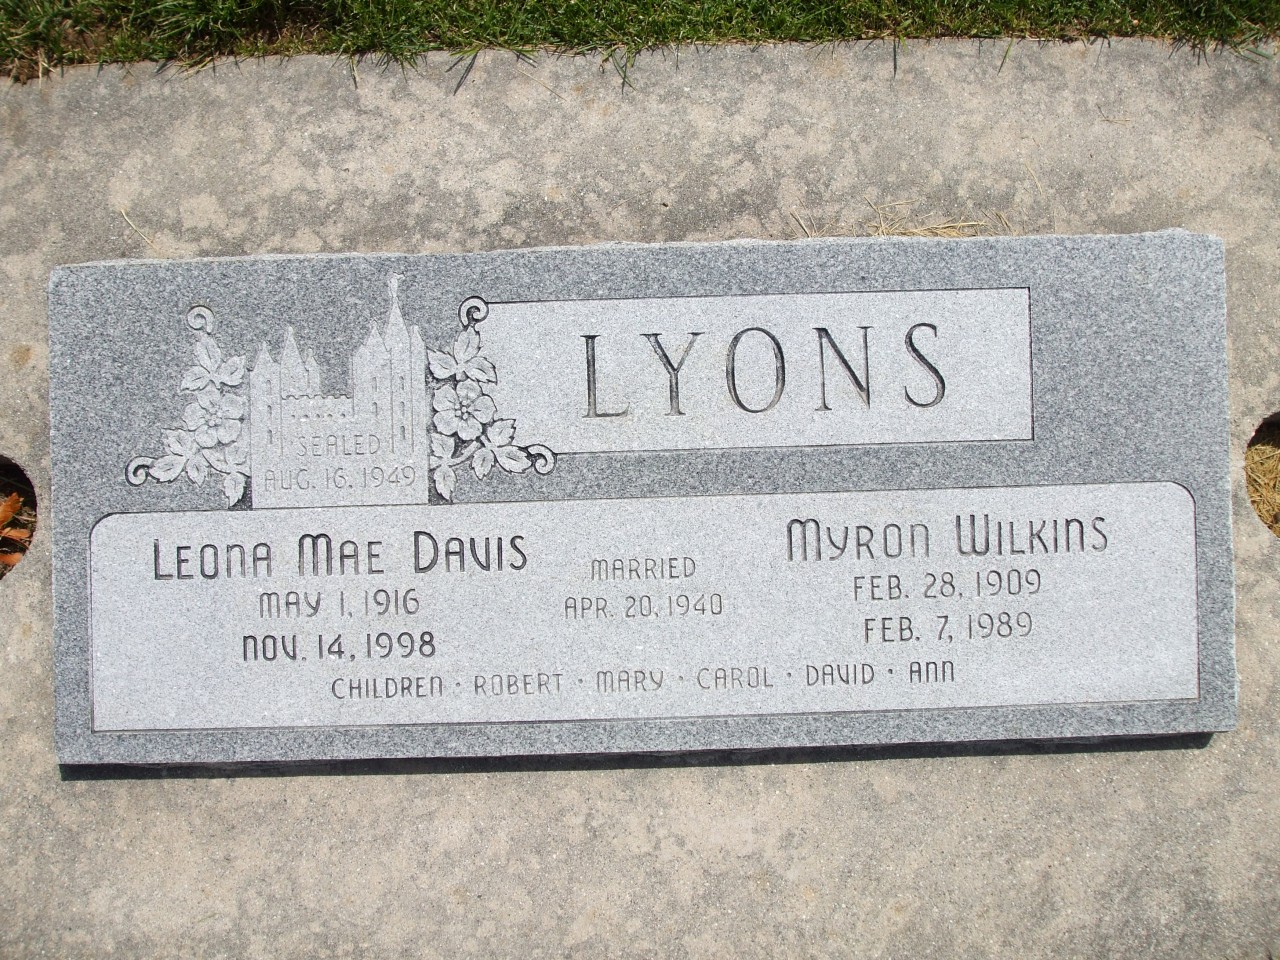 LYONS
SEALED
AUG. 16. 1949
LEONA MAE DAVIS
MAY 1, 1916
NOV. 14, 1998
MARRIED
APR. 20, 1940
MYRON WILKINS
FEB. 28, 1909
FEB. 7, 1989
CHILDREN · ROBERT · MARY · CAROL · DAVID · ANN